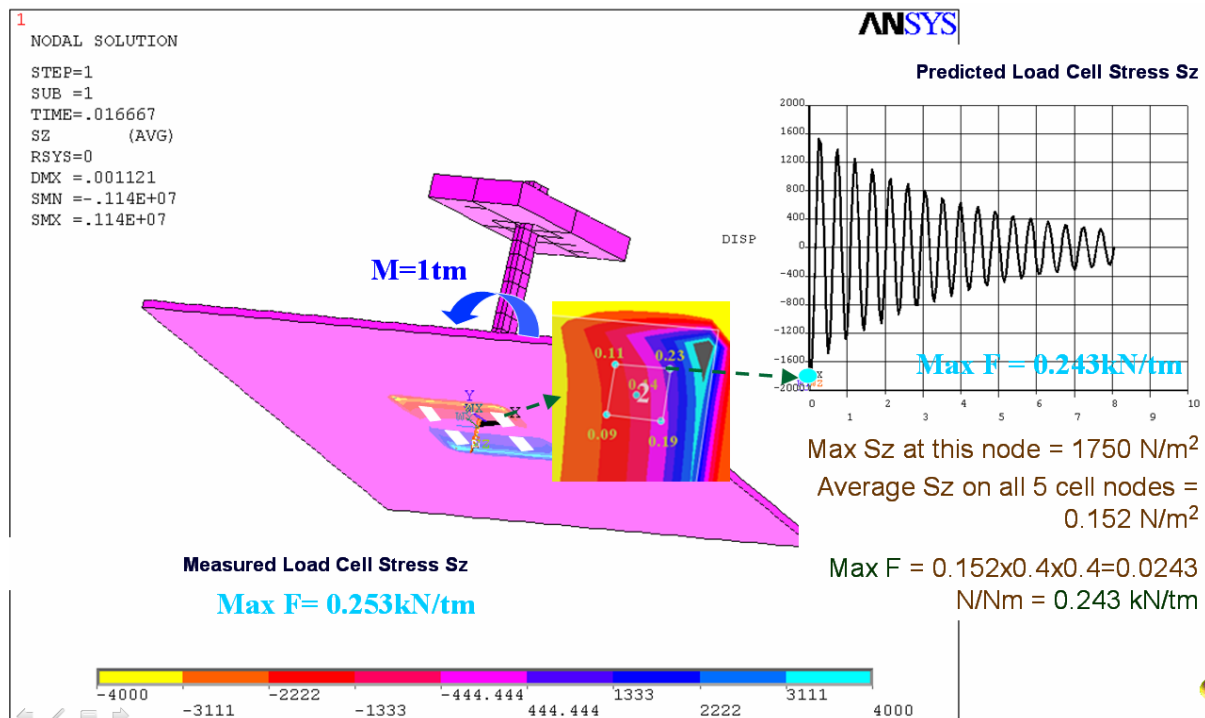 1
NODAL SOLUTION
STEP=1
SUB =1
TIME=.016667
SZ (AVG)
RSYS=0
DMX =.001121
SMN =-.114E+07
SMX =.114E+07
ANSYS
Predicted Load Cell Stress Sz
2000
1600
1200
800
400
0
-400
-800
-1200
-1600
-2000
DISP
0 1 2 3 4 5 6 7 8 9 10
Max F = 0.243kN/tm
M=1tm
0.11 0.23
2
0.09 0.19
Y
X
Max Sz at this node = 1750 N/m²
Average Sz on all 5 cell nodes =
0.152 N/m²
Max F = 0.152x0.4x0.4=0.0243
N/Nm = 0.243 kN/tm
Measured Load Cell Stress Sz
Max F= 0.253kN/tm
-4000 -2222 -444.444 1333 3111
-3111 -1333 444.444 2222 4000